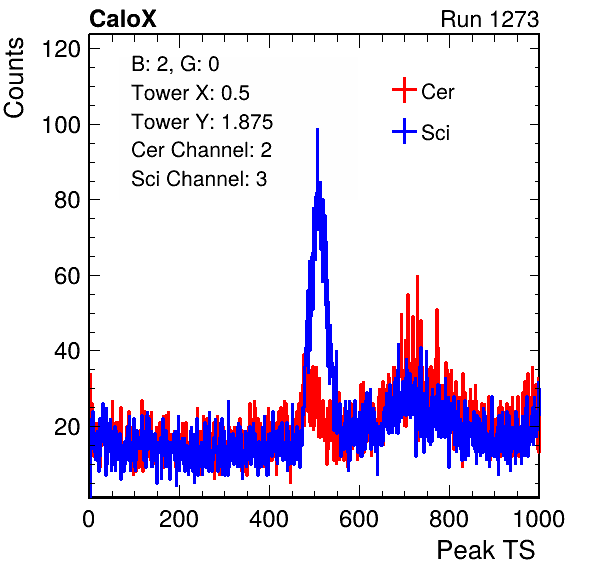 CaloX Run 1273
Counts
B: 2, G: 0
Tower X: 0.5
Tower Y: 1.875
Cer Channel: 2
Sci Channel: 3
Cer
Sci
120
100
80
60
40
20
0 200 400 600 800 1000
Peak TS